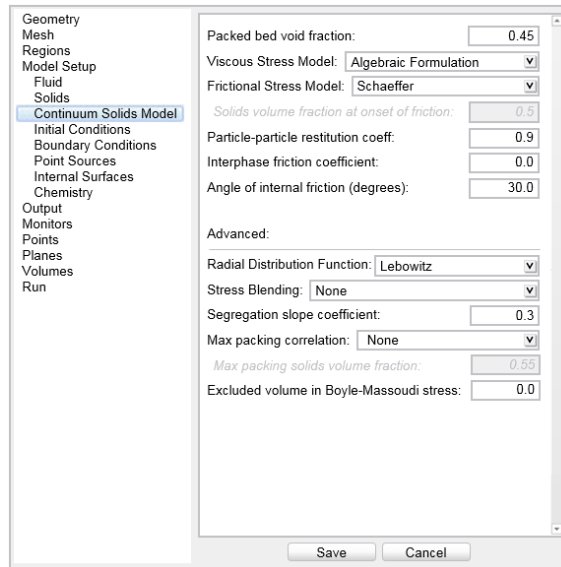 Geometry
Mesh
Regions
Model Setup
Fluid
Solids
Continuum Solids Model
Initial Conditions
Boundary Conditions
Point Sources
Internal Surfaces
Chemistry
Output
Monitors
Points
Planes
Volumes
Run
Packed bed void fraction: 0.45
Viscous Stress Model: Algebraic Formulation
Frictional Stress Model: Schaeffer
Solids volume fraction at onset of friction: 0.5
Particle-particle restitution coeff: 0.9
Interphase friction coefficient: 0.0
Angle of internal friction (degrees): 30.0
Advanced:
Radial Distribution Function: Lebowitz
Stress Blending: None
Segregation slope coefficient: 0.3
Max packing correlation: None
Max packing solids volume fraction: 0.55
Excluded volume in Boyle-Massoudi stress: 0.0
Save Cancel